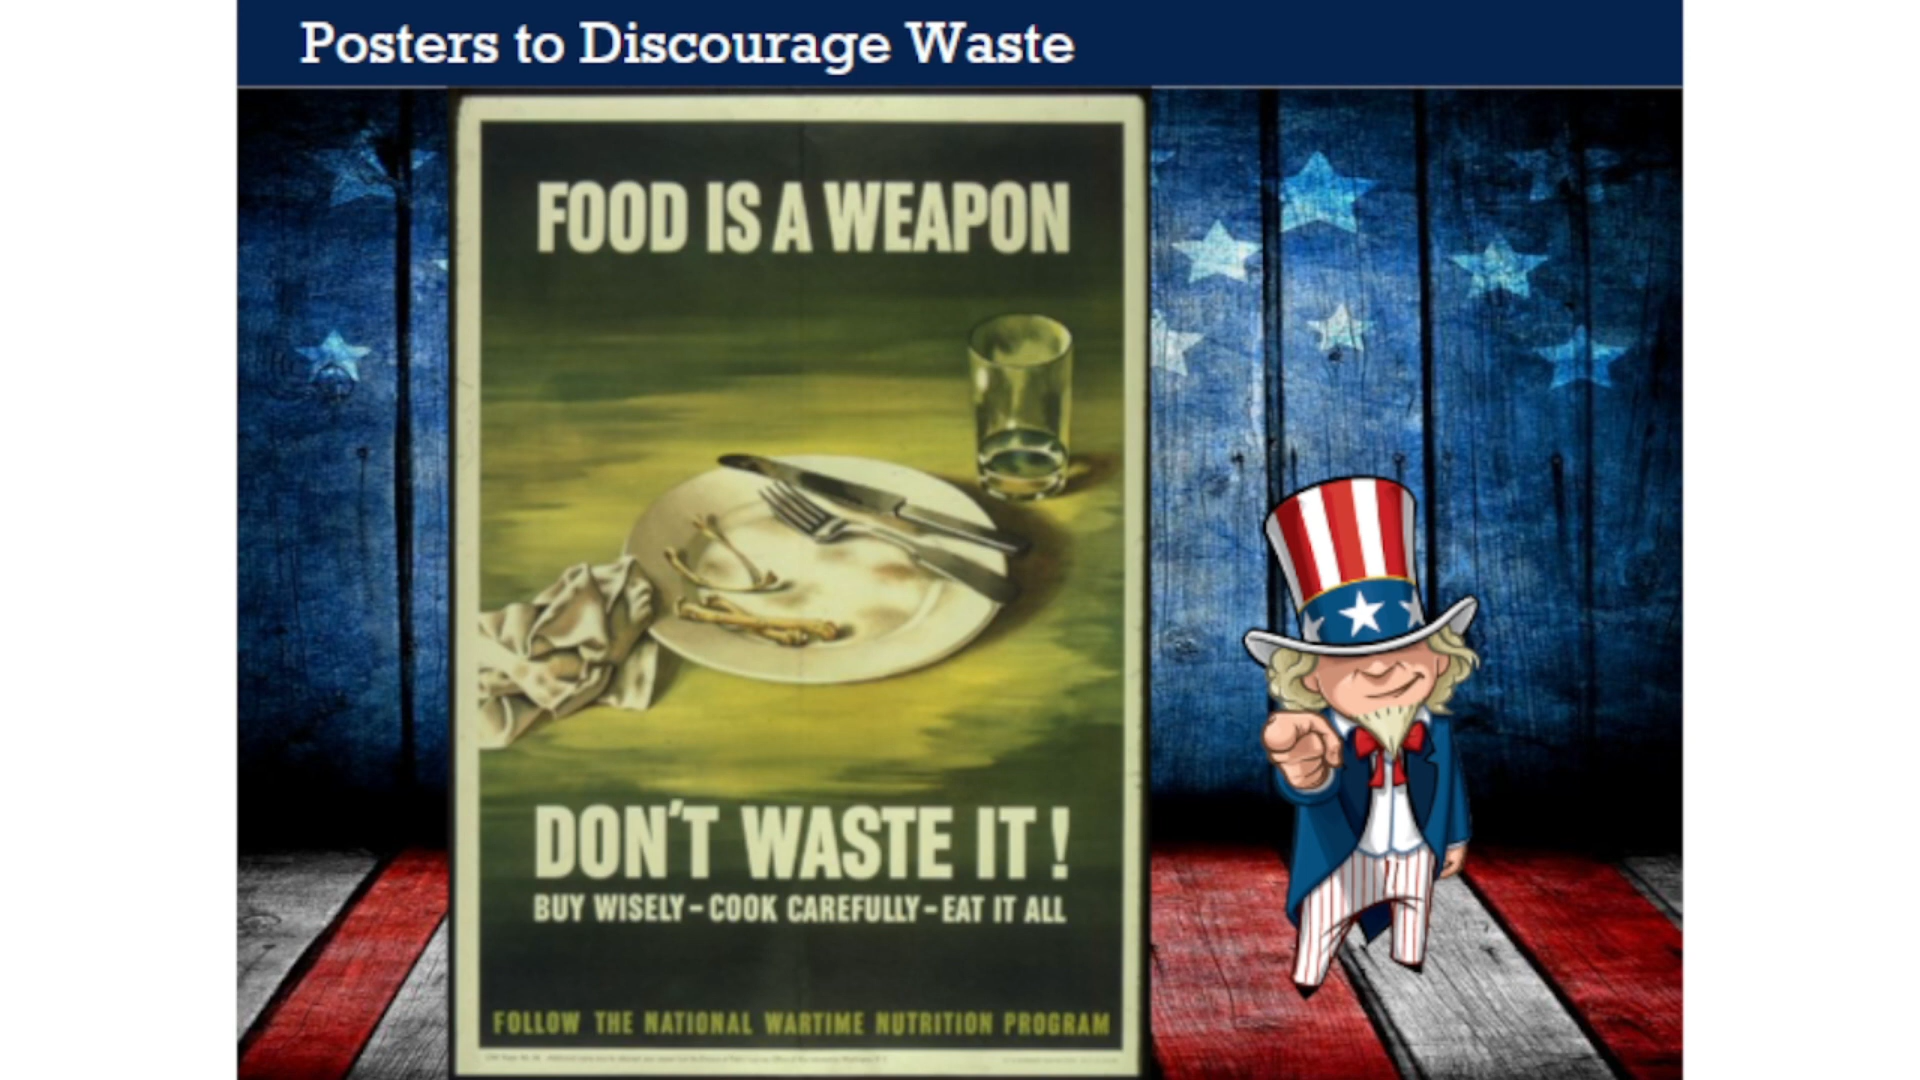 Posters to Discourage Waste
FOOD IS A WEAPON
DON'T WASTE IT!
BUY WISELY - COOK CAREFULLY - EAT IT ALL
FOLLOW THE NATIONAL WARTIME NUTRITION PROGRAM